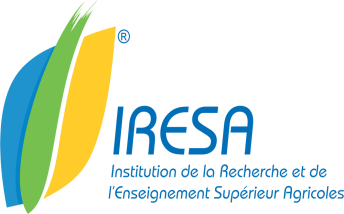 ®
IRESA
Institution de la Recherche et de
l'Enseignement Supérieur Agricoles